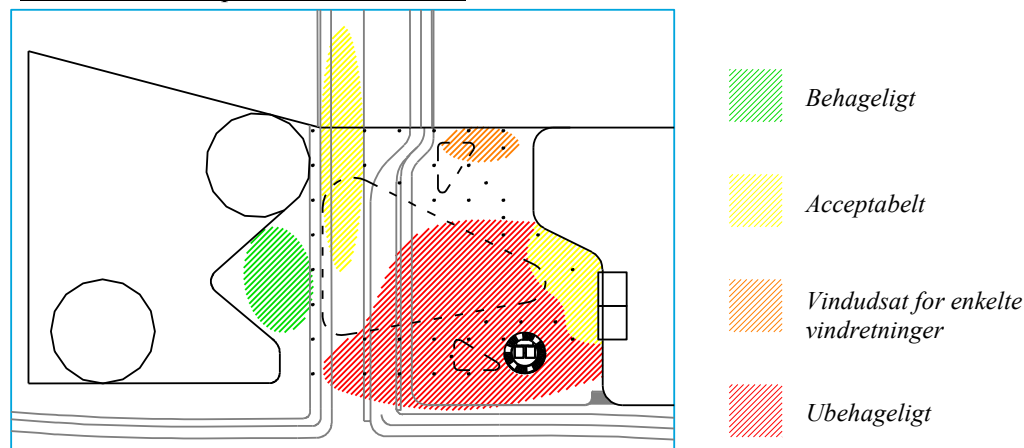 Behageligt
Acceptabelt
Vindudsat for enkelte
vindretninger
Ubehageligt